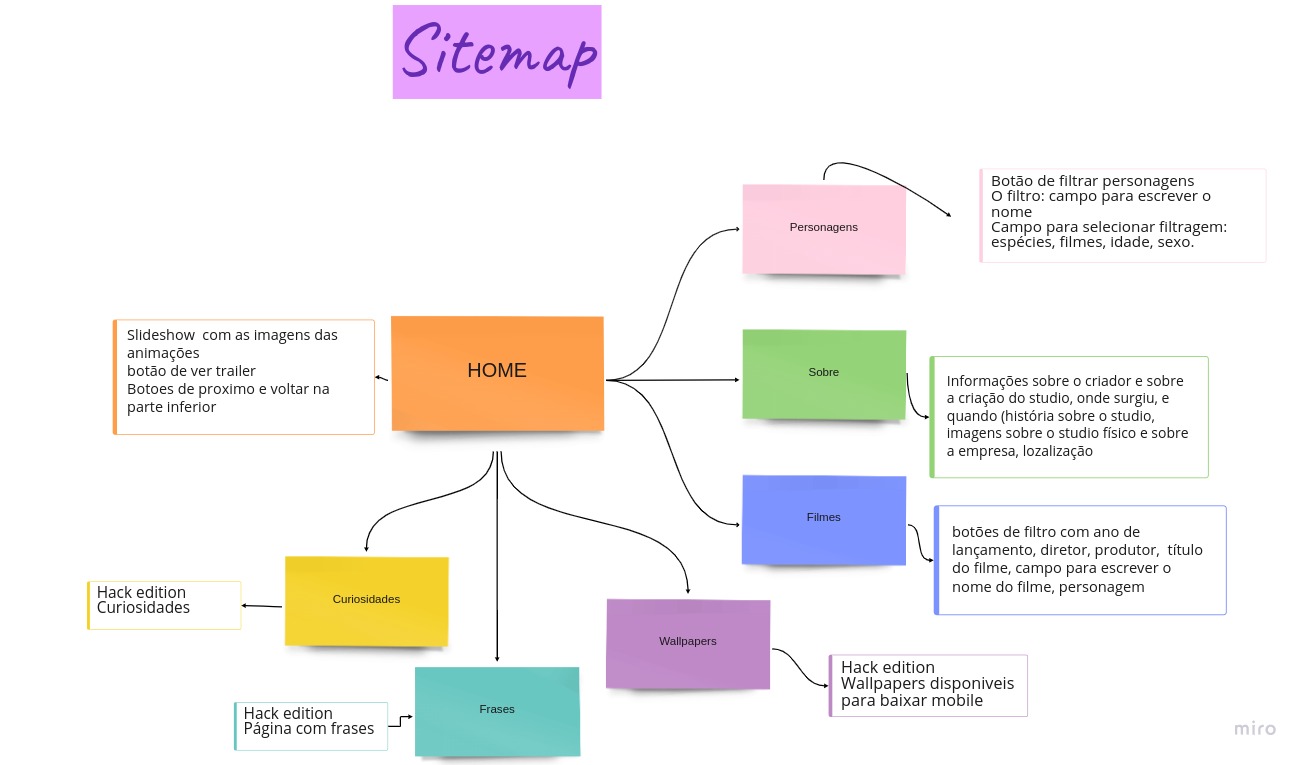 Sitemap
Personagens
Botão de filtrar personagens
O filtro: campo para escrever o
nome
Campo para selecionar filtragem:
espécies, filmes, idade, sexo.
Slideshow  com as imagens das
animações
botão de ver trailer
Botoes de proximo e voltar na
parte inferior
HOME
Sobre
Informações sobre o criador e sobre
a criação do studio, onde surgiu, e
quando (história sobre o studio,
imagens sobre o studio físico e sobre
a empresa, lozalização
Filmes
botões de filtro com ano de
lançamento, diretor, produtor,  título
do filme, campo para escrever o
nome do filme, personagem
Hack edition
Curiosidades
Curiosidades
Wallpapers
Hack edition
Wallpapers disponiveis
para baixar mobile
Hack edition
Página com frases
Frases
miro